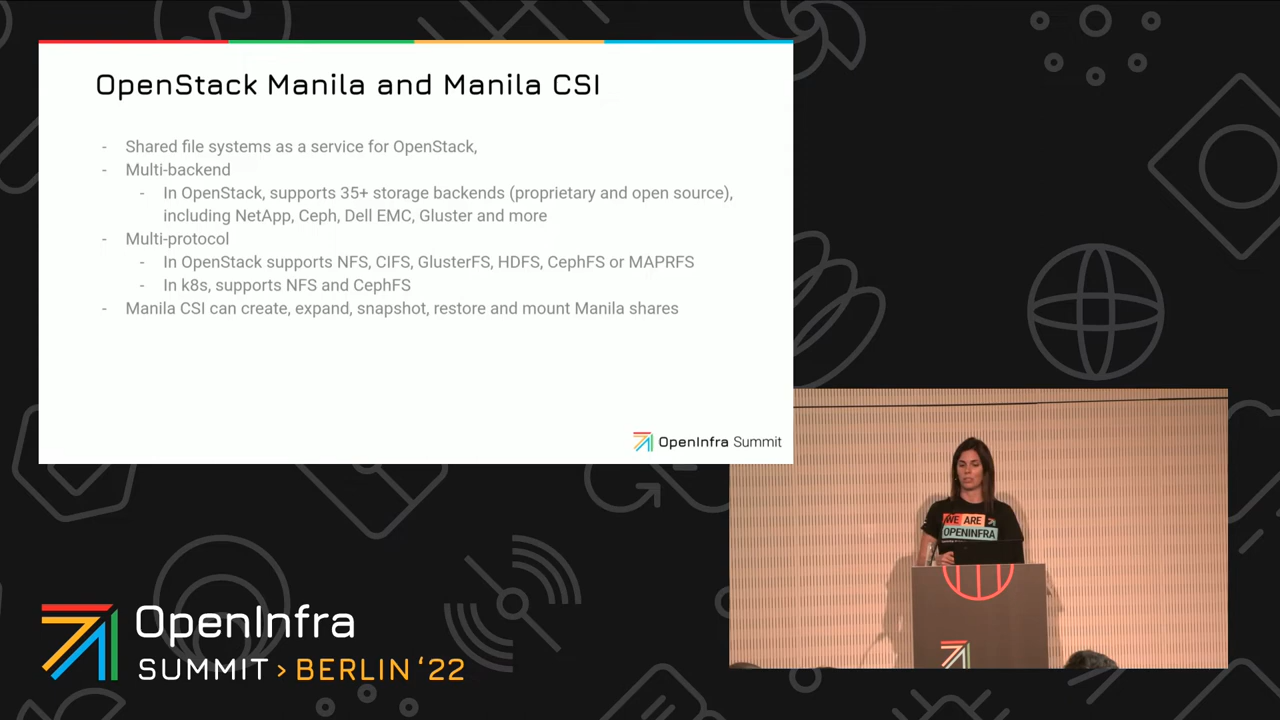 OpenStack Manila and Manila CSI
- Shared file systems as a service for OpenStack,
- Multi-backend
- In OpenStack, supports 35+ storage backends (proprietary and open source),
including NetApp, Ceph, Dell EMC, Gluster and more
- Multi-protocol
- In OpenStack supports NFS, CIFS, GlusterFS, HDFS, CephFS or MAPRFS
- In k8s, supports NFS and CephFS
- Manila CSI can create, expand, snapshot, restore and mount Manila shares
OpenInfra Summit
WE ARE
OPENINFRA
OpenInfra
SUMMIT > BERLIN ‘22